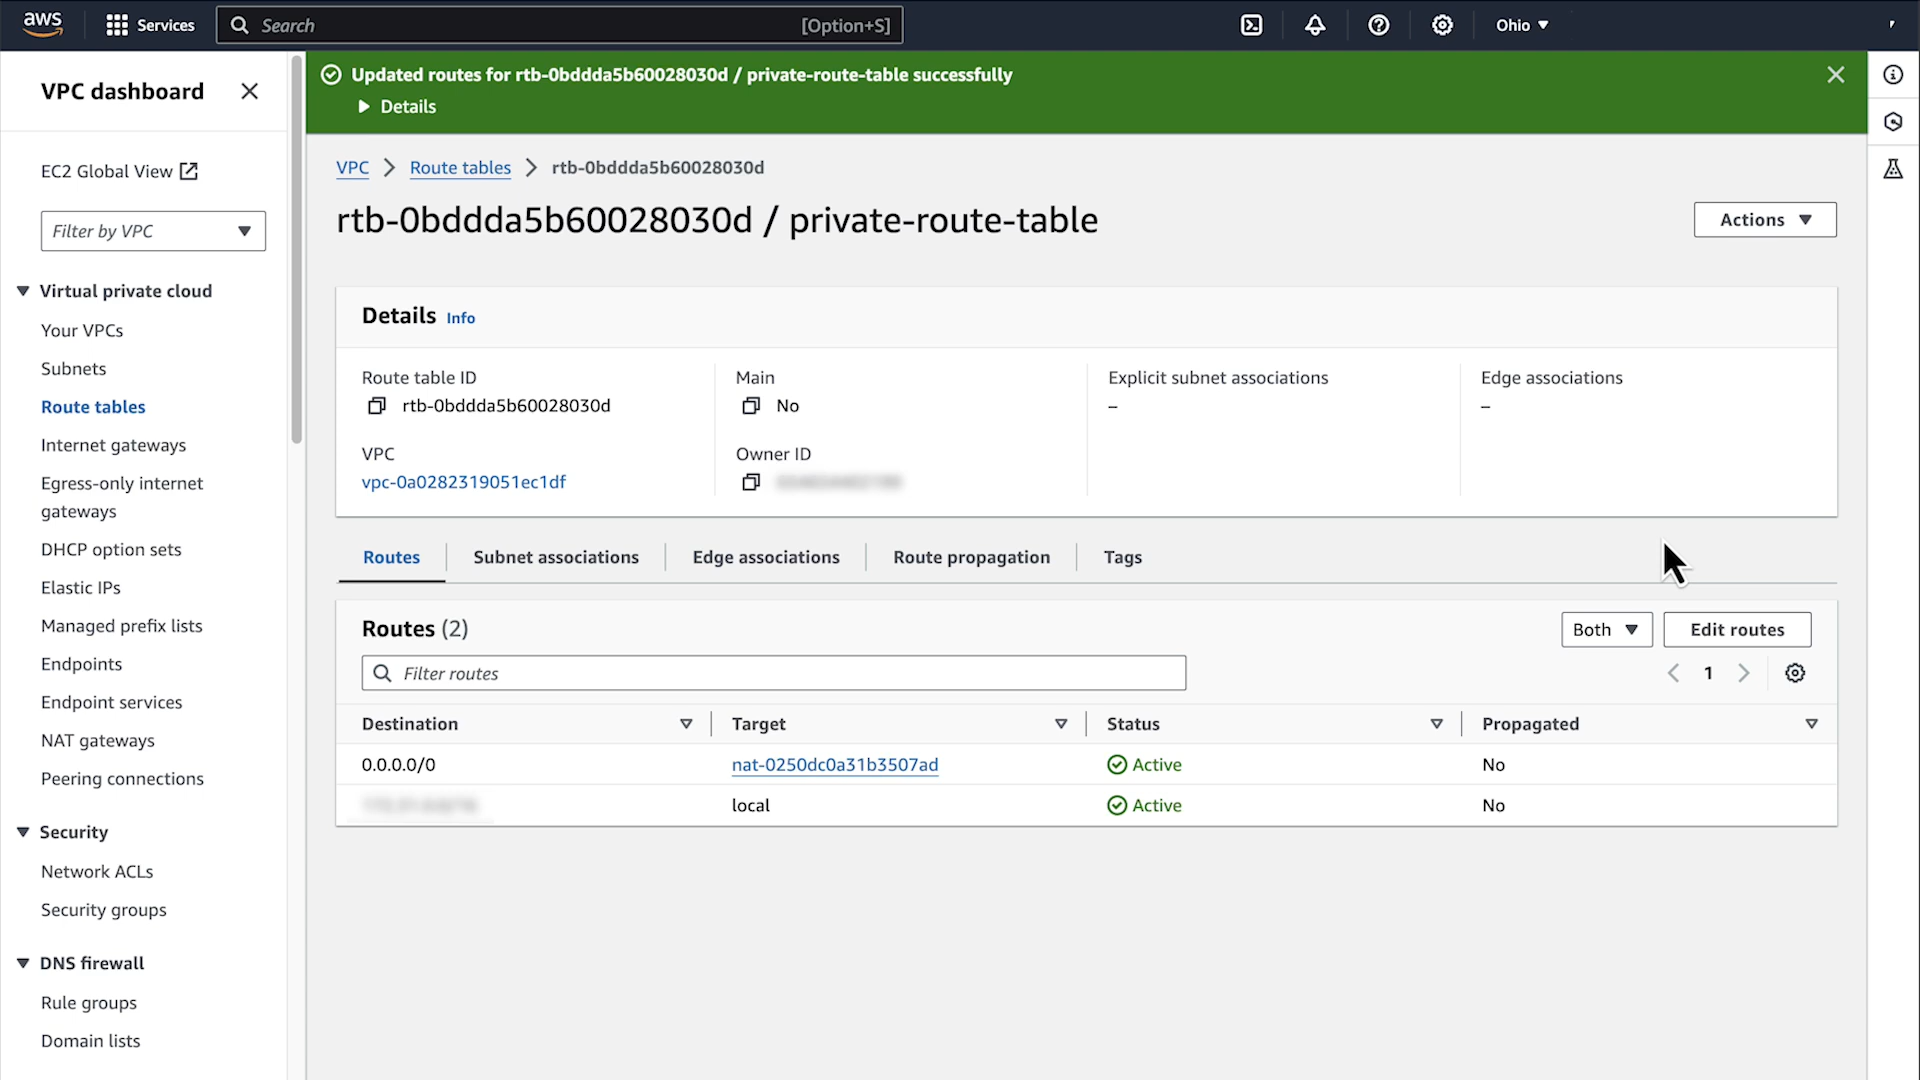 aws
Services
Search
[Option+S]
Ohio
VPC dashboard
EC2 Global View
Filter by VPC
Virtual private cloud
Your VPCs
Subnets
Route tables
Internet gateways
Egress-only internet
gateways
DHCP option sets
Elastic IPs
Managed prefix lists
Endpoints
Endpoint services
NAT gateways
Peering connections
Security
Network ACLs
Security groups
DNS firewall
Rule groups
Domain lists
Updated routes for rtb-0bddda5b60028030d / private-route-table successfully
Details
VPC
Route tables
rtb-0bddda5b60028030d
rtb-0bddda5b60028030d / private-route-table
Actions
Details Info
Route table ID
rtb-0bddda5b60028030d
Main
No
Explicit subnet associations
–
Edge associations
–
VPC
vpc-0a0282319051ec1df
Owner ID
Routes
Subnet associations
Edge associations
Route propagation
Tags
Routes (2)
Both
Edit routes
Filter routes
1
Destination
Target
Status
Propagated
0.0.0.0/0
nat-0250dc0a31b3507ad
Active
No
local
Active
No